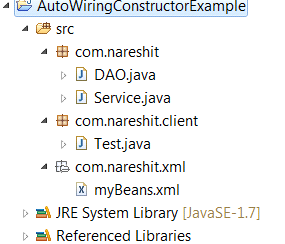 AutoWiringConstructorExample
src
com.nareshit
DAO.java
Service.java
com.nareshit.client
Test.java
com.nareshit.xml
myBeans.xml
JRE System Library [JavaSE-1.7]
Referenced Libraries